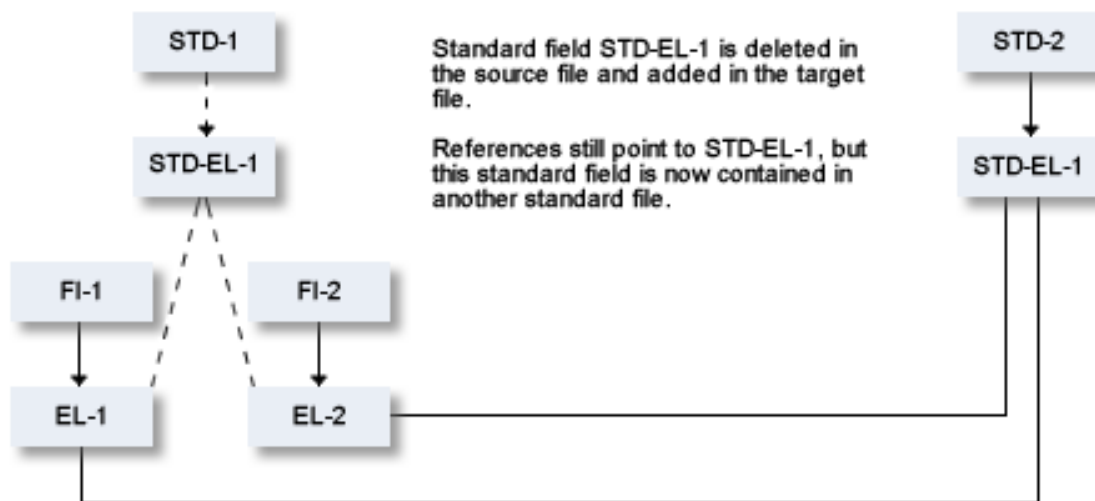 STD-1
Standard field STD-EL-1 is deleted in
the source file and added in the target
file.
STD-2
STD-EL-1
References still point to STD-EL-1, but
this standard field is now contained in
another standard file.
STD-EL-1
FI-1
FI-2
EL-1
EL-2